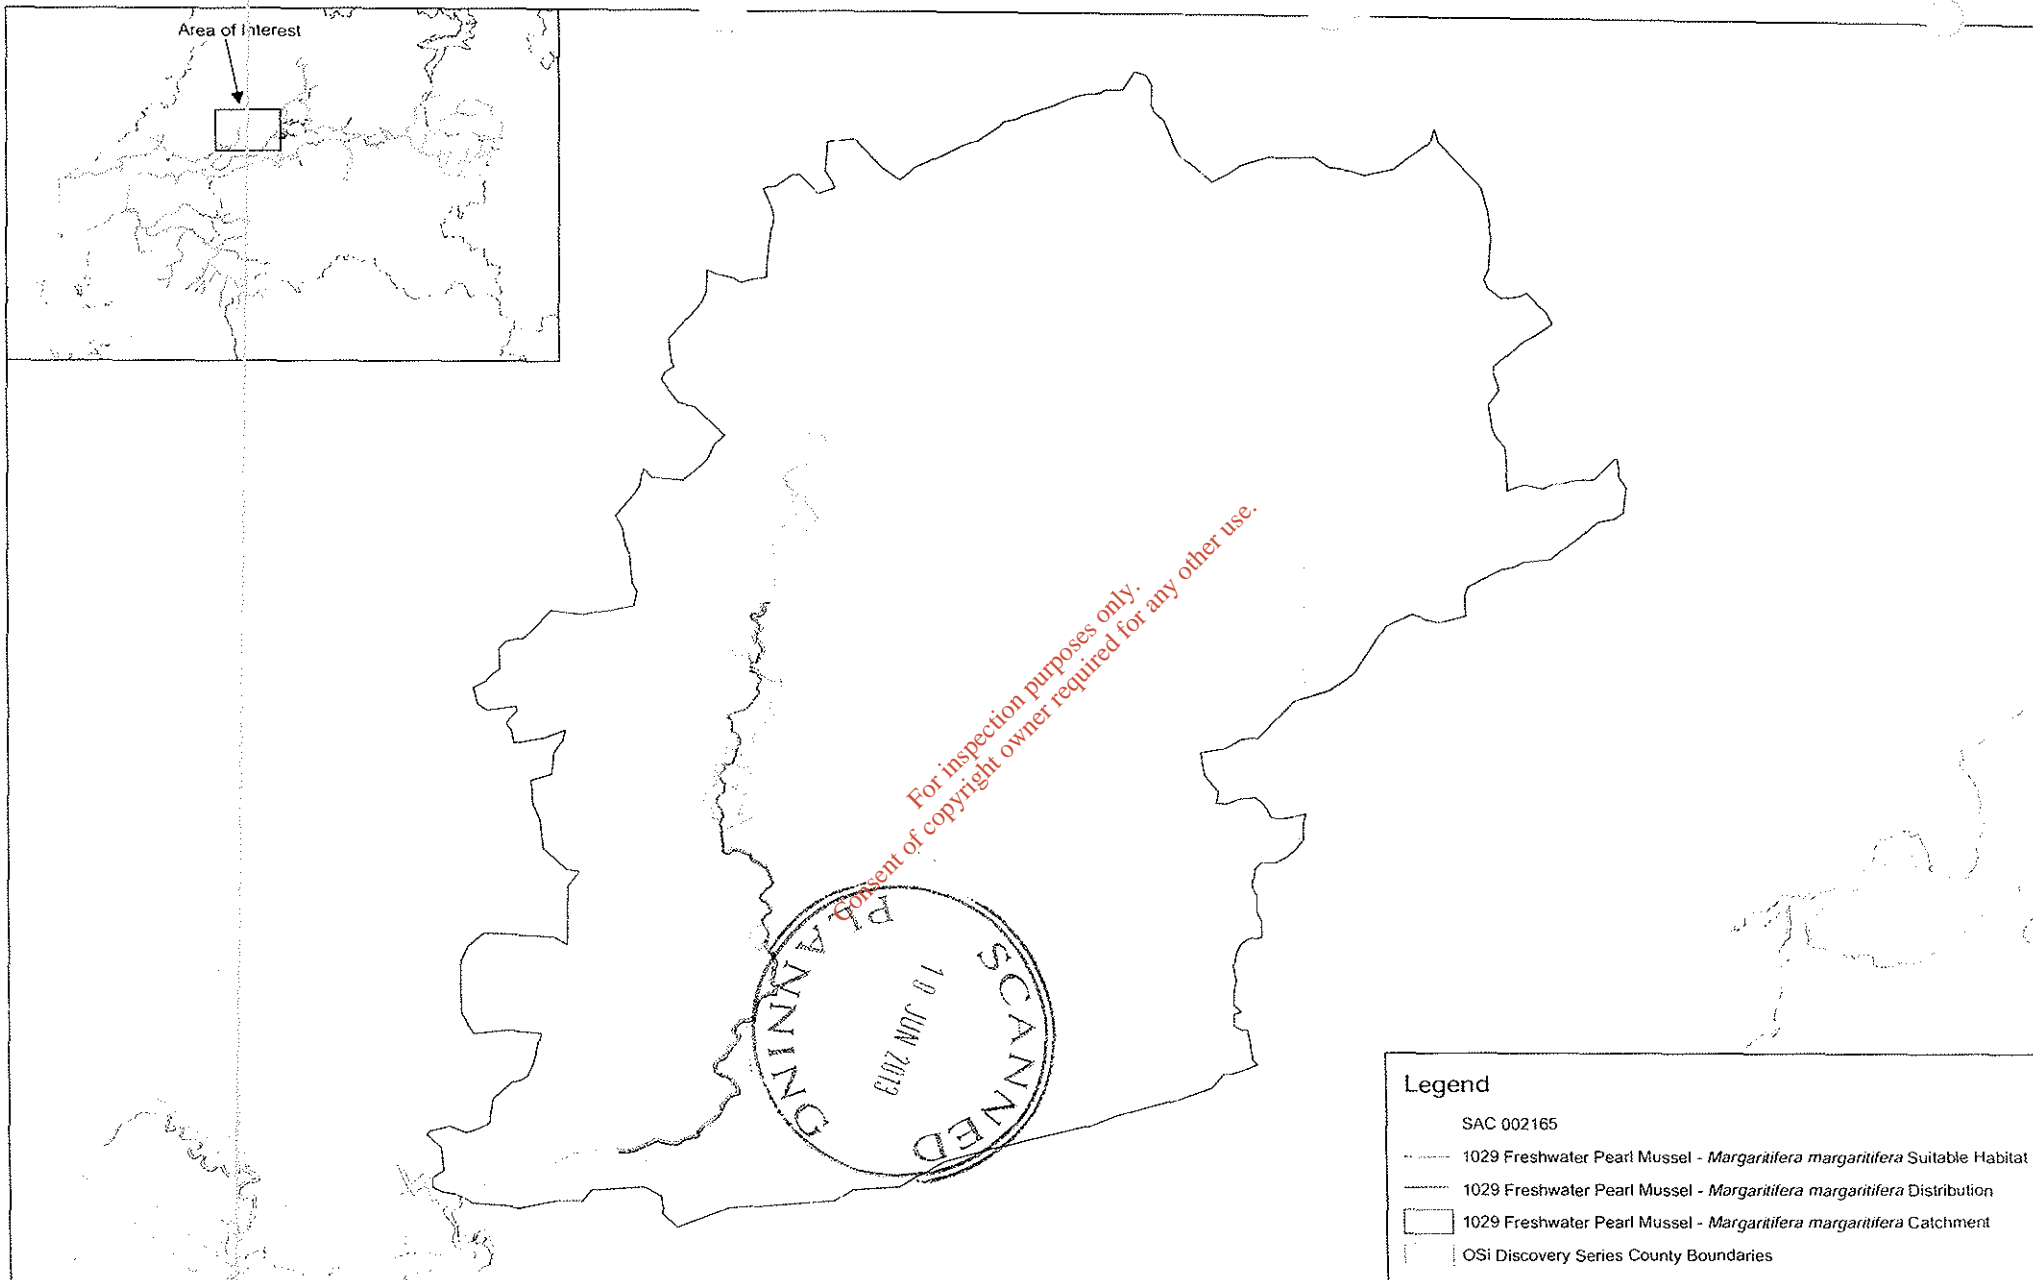 Area of Interest
For inspection purposes only.
Consent of copyright owner required for any other use.
PLANNING
SCANNED
JUN 2013
Legend
SAC 002165
1029 Freshwater Pearl Mussel - Margaritifera margaritifera Suitable Habitat
1029 Freshwater Pearl Mussel - Margaritifera margaritifera Distribution
1029 Freshwater Pearl Mussel - Margaritifera margaritifera Catchment
OSi Discovery Series County Boundaries